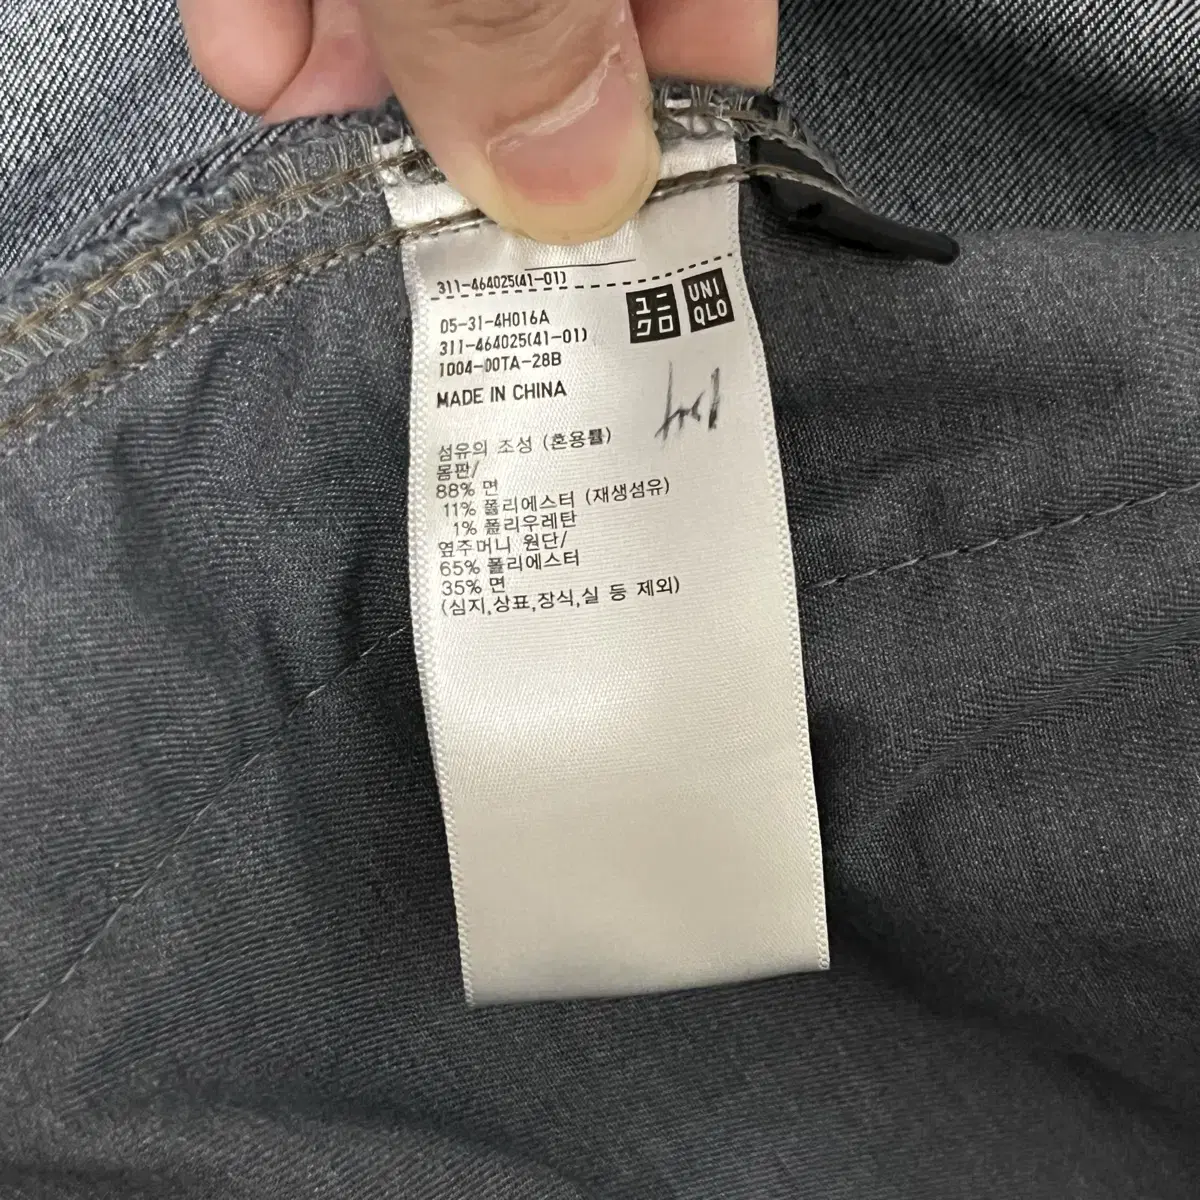 311-464025(41-01)
ユニ
クロ
UNI
QLO
05-31-4H016A
311-464025(41-01)
1D04-00TA-28B
MADE IN CHINA
섬유의 조성 (혼용률)
몸판/
88% 면
11% 폴리에스터 (재생섬유)
1% 폴리우레탄
옆주머니 원단/
65% 폴리에스터
35% 면
(심지,상표,장식,실 등 제외)